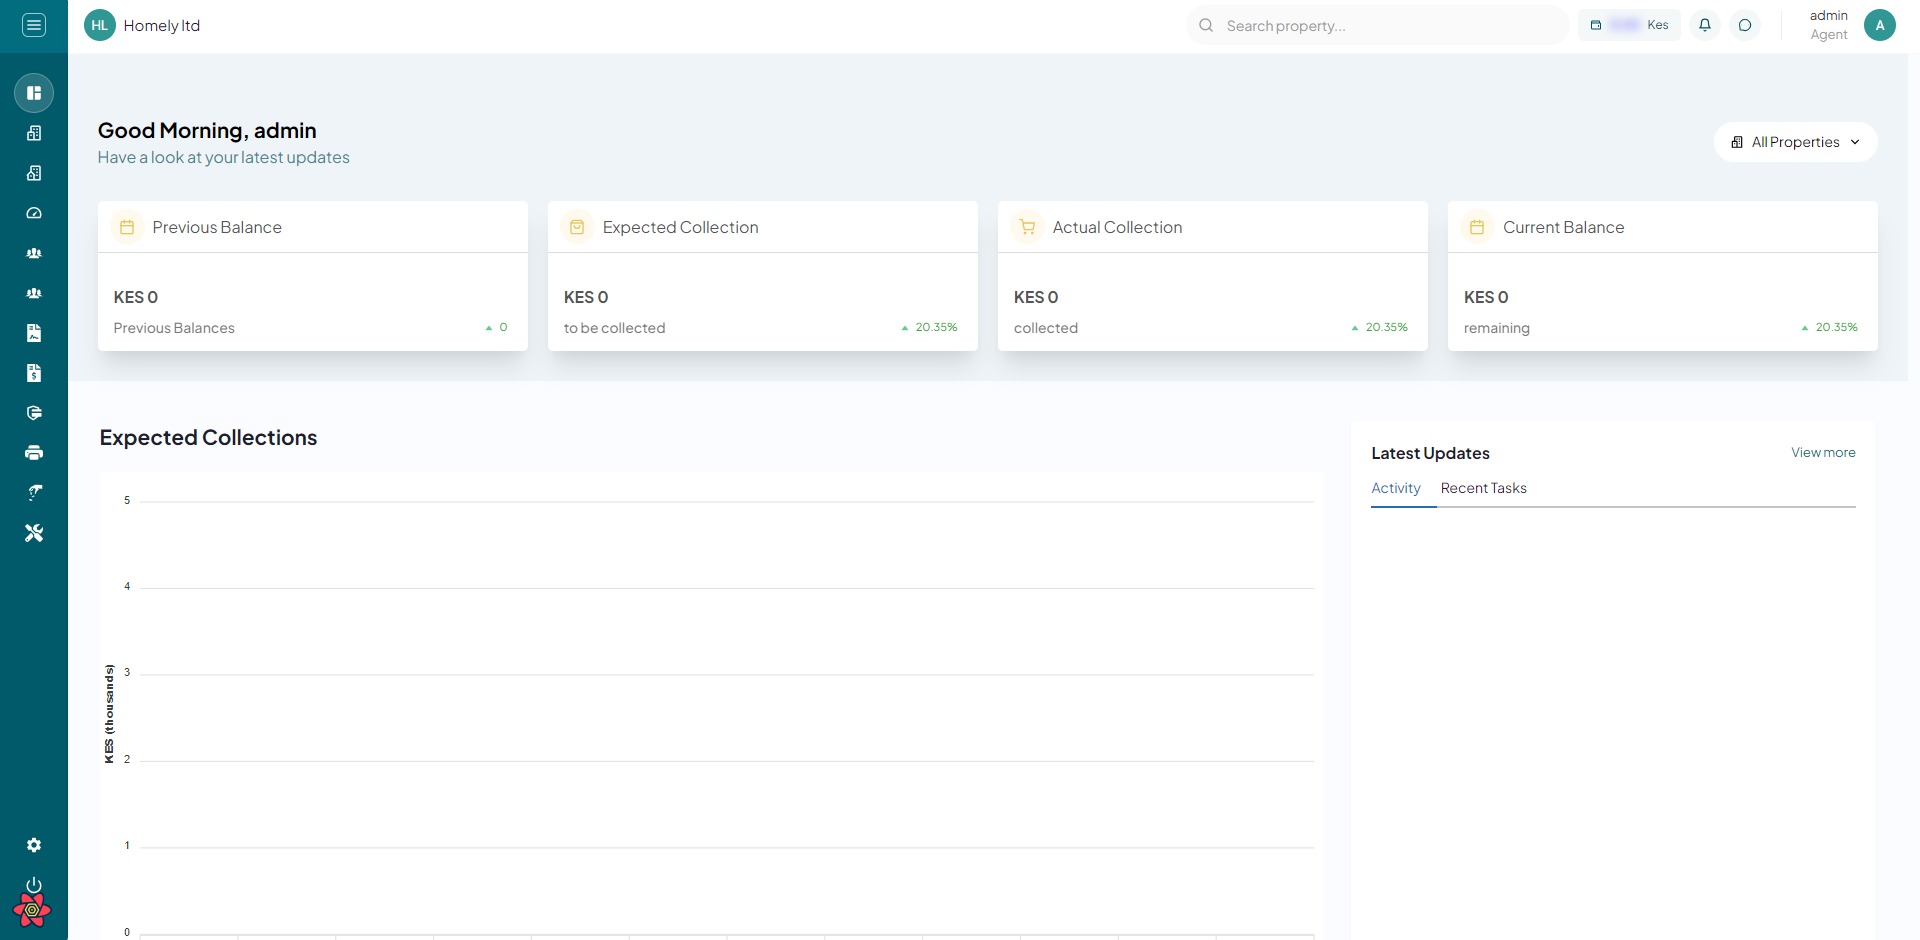 HL Homely ltd
Search property...
Kes
admin
Agent
A
Good Morning, admin
Have a look at your latest updates
All Properties
Previous Balance
KES 0
Previous Balances
0
Expected Collection
KES 0
to be collected
20.35%
Actual Collection
KES 0
collected
20.35%
Current Balance
KES 0
remaining
20.35%
Expected Collections
KES (thousands)
5
4
3
2
1
0
Latest Updates
View more
Activity
Recent Tasks